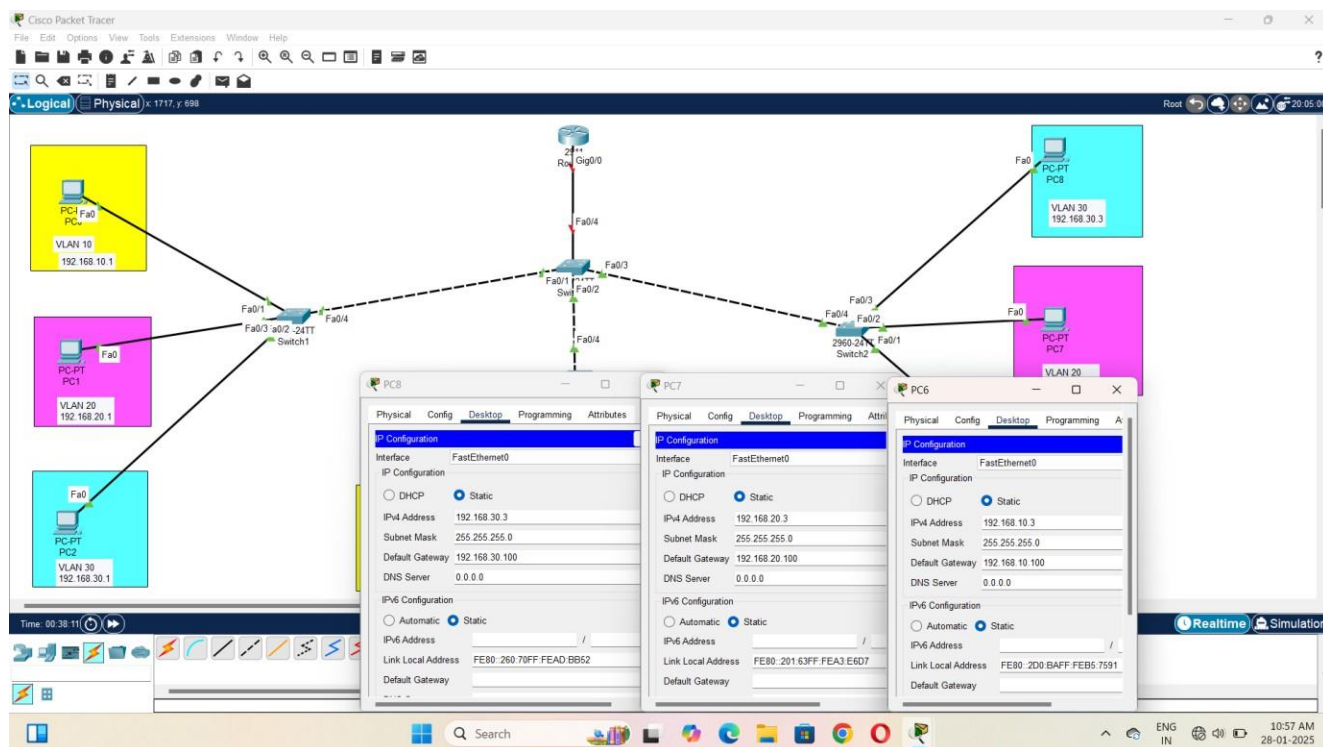 Cisco Packet Tracer
File Edit Options View Tools Extensions Window Help
?
Logical Physical x: 1717, y: 698
Root 20:05:00
2911
Gig0/0
Fa0/4
Fa0/1
Fa0/3
Fa0/2
Fa0/4
Fa0
VLAN 10
192.168.10.1
Fa0
PC-PT
PC1
VLAN 20
192.168.20.1
Fa0
PC-PT
PC2
VLAN 30
192.168.30.1
Fa0/1
Fa0/3
-24TT
Fa0/4
Switch1
Fa0
PC-PT
PC8
VLAN 30
192.168.30.3
Fa0
PC-PT
PC7
VLAN 20
Fa0/3
Fa0/4
Fa0/2
Fa0/1
2960-24TT
Switch2
PC8
Physical Config Desktop Programming Attributes
IP Configuration
Interface FastEthernet0
IP Configuration
DHCP Static
IPv4 Address 192.168.30.3
Subnet Mask 255.255.255.0
Default Gateway 192.168.30.100
DNS Server 0.0.0.0
IPv6 Configuration
Automatic Static
IPv6 Address /
Link Local Address FE80::260:70FF:FEAD:BB52
Default Gateway
PC7
Physical Config Desktop Programming Attri
IP Configuration
Interface FastEthernet0
IP Configuration
DHCP Static
IPv4 Address 192.168.20.3
Subnet Mask 255.255.255.0
Default Gateway 192.168.20.100
DNS Server 0.0.0.0
IPv6 Configuration
Automatic Static
IPv6 Address /
Link Local Address FE80::201:63FF:FEA3:E6D7
Default Gateway
PC6
Physical Config Desktop Programming A
IP Configuration
Interface FastEthernet0
IP Configuration
DHCP Static
IPv4 Address 192.168.10.3
Subnet Mask 255.255.255.0
Default Gateway 192.168.10.100
DNS Server 0.0.0.0
IPv6 Configuration
Automatic Static
IPv6 Address /
Link Local Address FE80::2D0:BAFF:FEB5:7591
Default Gateway
Time: 00:38:11
Realtime Simulation
Search
ENG
IN
10:57 AM
28-01-2025